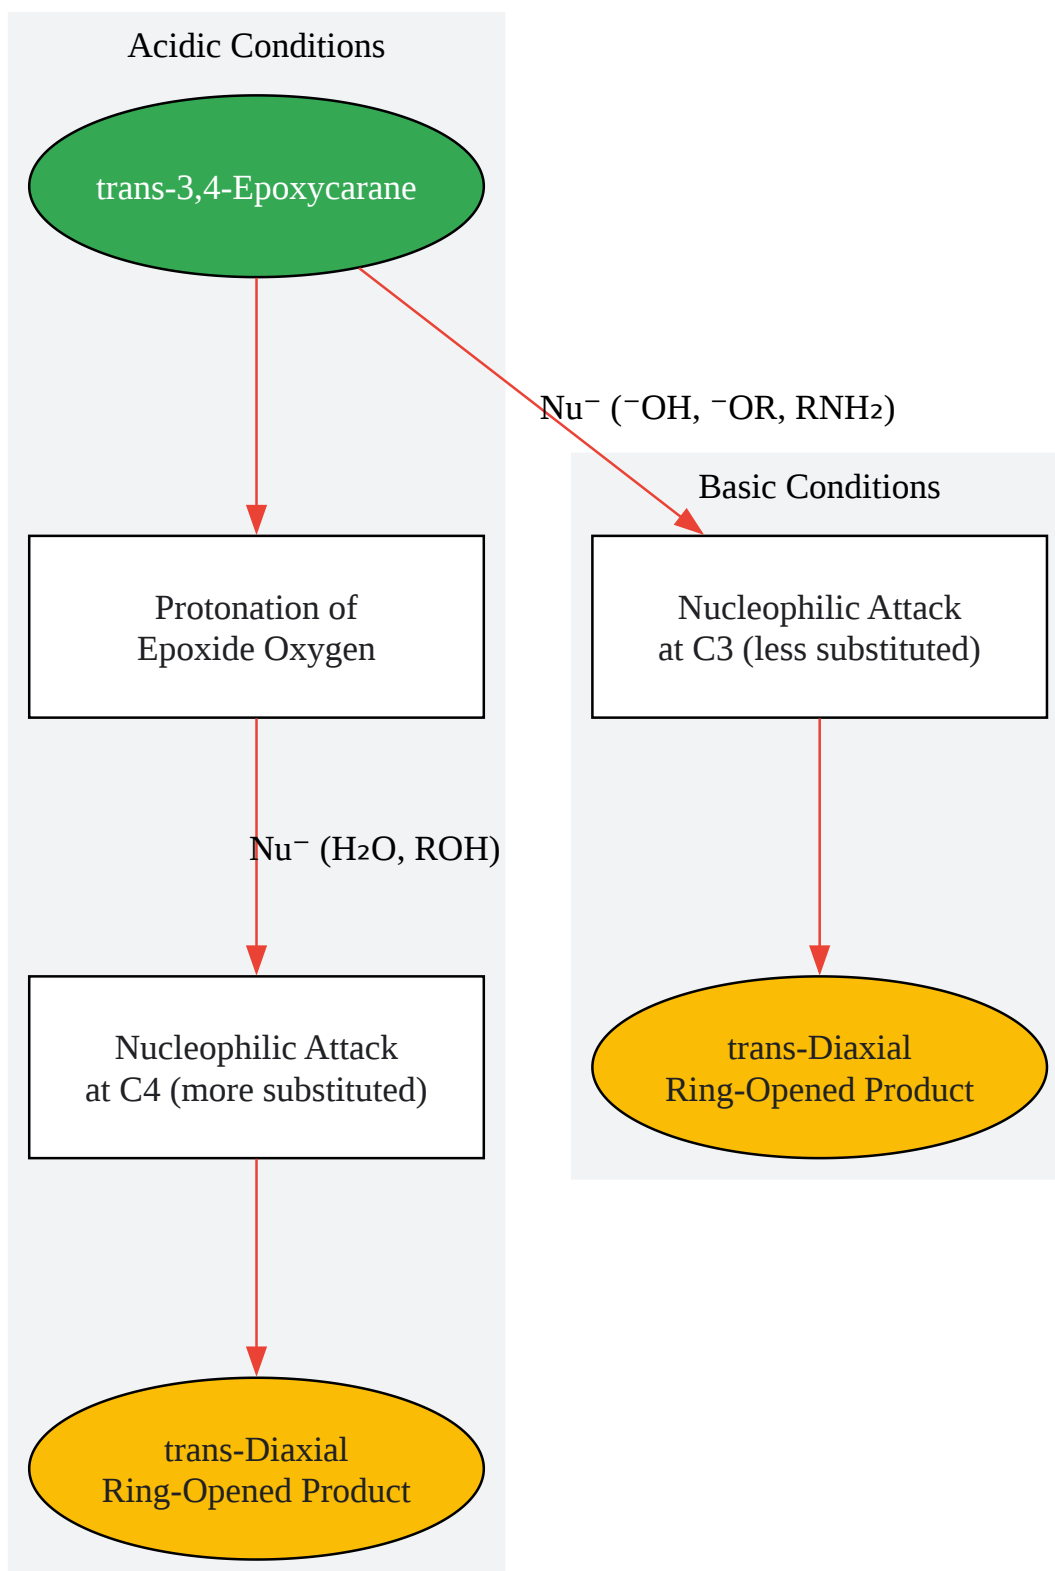 Acidic Conditions
trans-3,4-Epoxycarane
Nu⁻ (⁻OH, ⁻OR, RNH₂)
Basic Conditions
Protonation of
Epoxide Oxygen
Nucleophilic Attack
at C3 (less substituted)
Nu⁻ (H₂O, ROH)
Nucleophilic Attack
at C4 (more substituted)
trans-Diaxial
Ring-Opened Product
trans-Diaxial
Ring-Opened Product